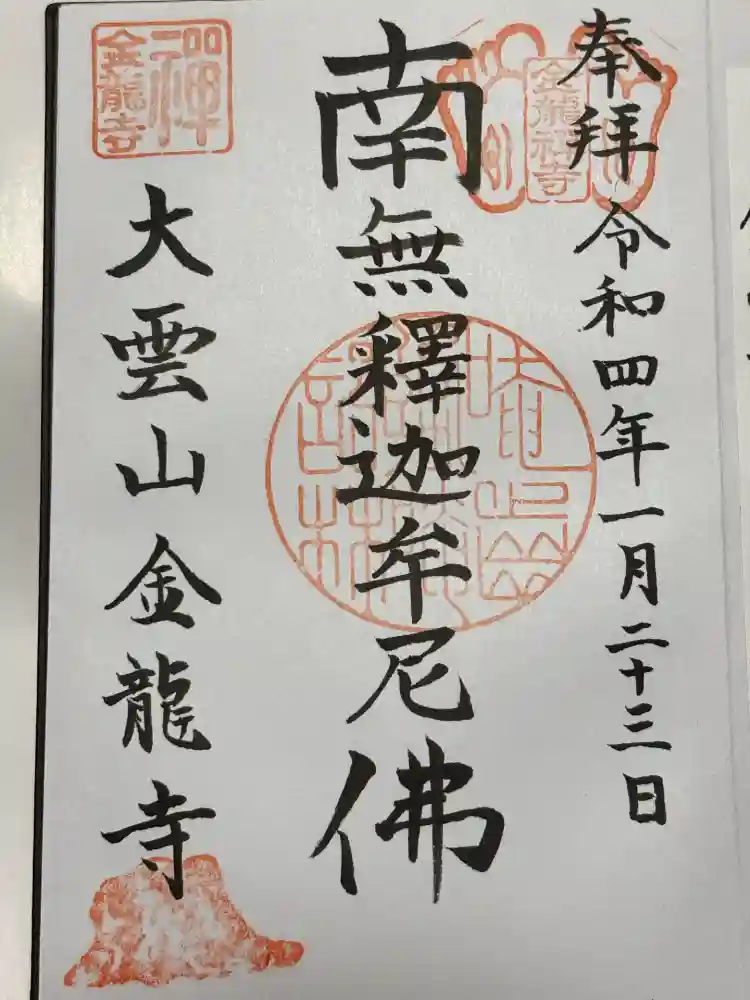 奉拝
令和四年一月二十三日
金龍禅寺
南無釋迦牟尼佛
大雲山金龍寺
禪
金龍寺